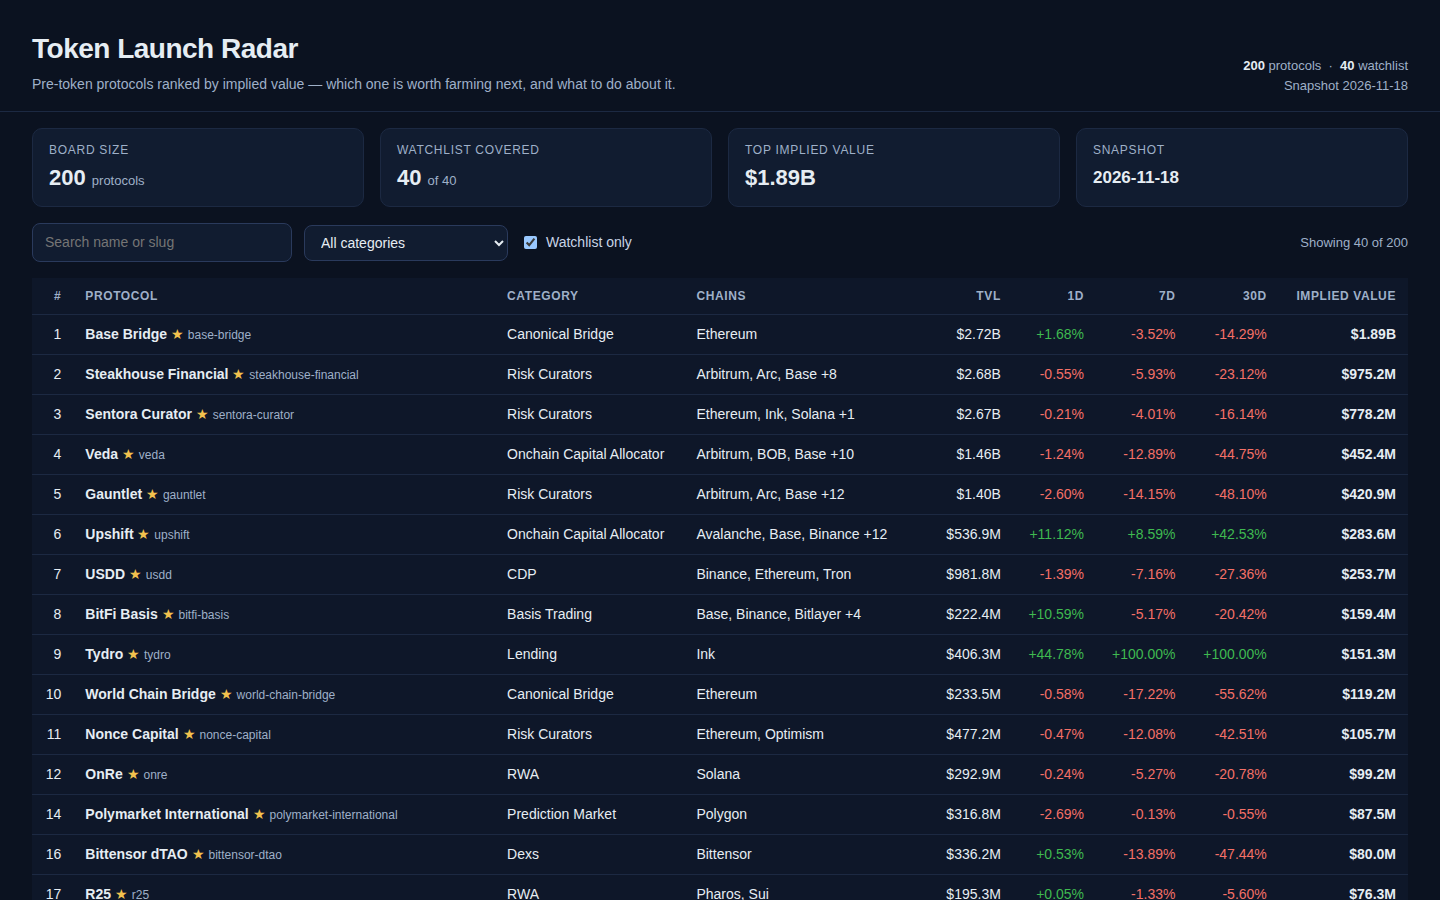 Token Launch Radar
Pre-token protocols ranked by implied value — which one is worth farming next, and what to do about it.
200 protocols · 40 watchlist
Snapshot 2026-11-18
BOARD SIZE
200 protocols
WATCHLIST COVERED
40 of 40
TOP IMPLIED VALUE
$1.89B
SNAPSHOT
2026-11-18
Search name or slug
All categories
Watchlist only
Showing 40 of 200
# PROTOCOL CATEGORY CHAINS TVL 1D 7D 30D IMPLIED VALUE
1 Base Bridge ★ base-bridge Canonical Bridge Ethereum $2.72B +1.68% -3.52% -14.29% $1.89B
2 Steakhouse Financial ★ steakhouse-financial Risk Curators Arbitrum, Arc, Base +8 $2.68B -0.55% -5.93% -23.12% $975.2M
3 Sentora Curator ★ sentora-curator Risk Curators Ethereum, Ink, Solana +1 $2.67B -0.21% -4.01% -16.14% $778.2M
4 Veda ★ veda Onchain Capital Allocator Arbitrum, BOB, Base +10 $1.46B -1.24% -12.89% -44.75% $452.4M
5 Gauntlet ★ gauntlet Risk Curators Arbitrum, Arc, Base +12 $1.40B -2.60% -14.15% -48.10% $420.9M
6 Upshift ★ upshift Onchain Capital Allocator Avalanche, Base, Binance +12 $536.9M +11.12% +8.59% +42.53% $283.6M
7 USDD ★ usdd CDP Binance, Ethereum, Tron $981.8M -1.39% -7.16% -27.36% $253.7M
8 BitFi Basis ★ bitfi-basis Basis Trading Base, Binance, Bitlayer +4 $222.4M +10.59% -5.17% -20.42% $159.4M
9 Tydro ★ tydro Lending Ink $406.3M +44.78% +100.00% +100.00% $151.3M
10 World Chain Bridge ★ world-chain-bridge Canonical Bridge Ethereum $233.5M -0.58% -17.22% -55.62% $119.2M
11 Nonce Capital ★ nonce-capital Risk Curators Ethereum, Optimism $477.2M -0.47% -12.08% -42.51% $105.7M
12 OnRe ★ onre RWA Solana $292.9M -0.24% -5.27% -20.78% $99.2M
14 Polymarket International ★ polymarket-international Prediction Market Polygon $316.8M -2.69% -0.13% -0.55% $87.5M
16 Bittensor dTAO ★ bittensor-dtao Dexs Bittensor $336.2M +0.53% -13.89% -47.44% $80.0M
17 R25 ★ r25 RWA Pharos, Sui $195.3M +0.05% -1.33% -5.60% $76.3M